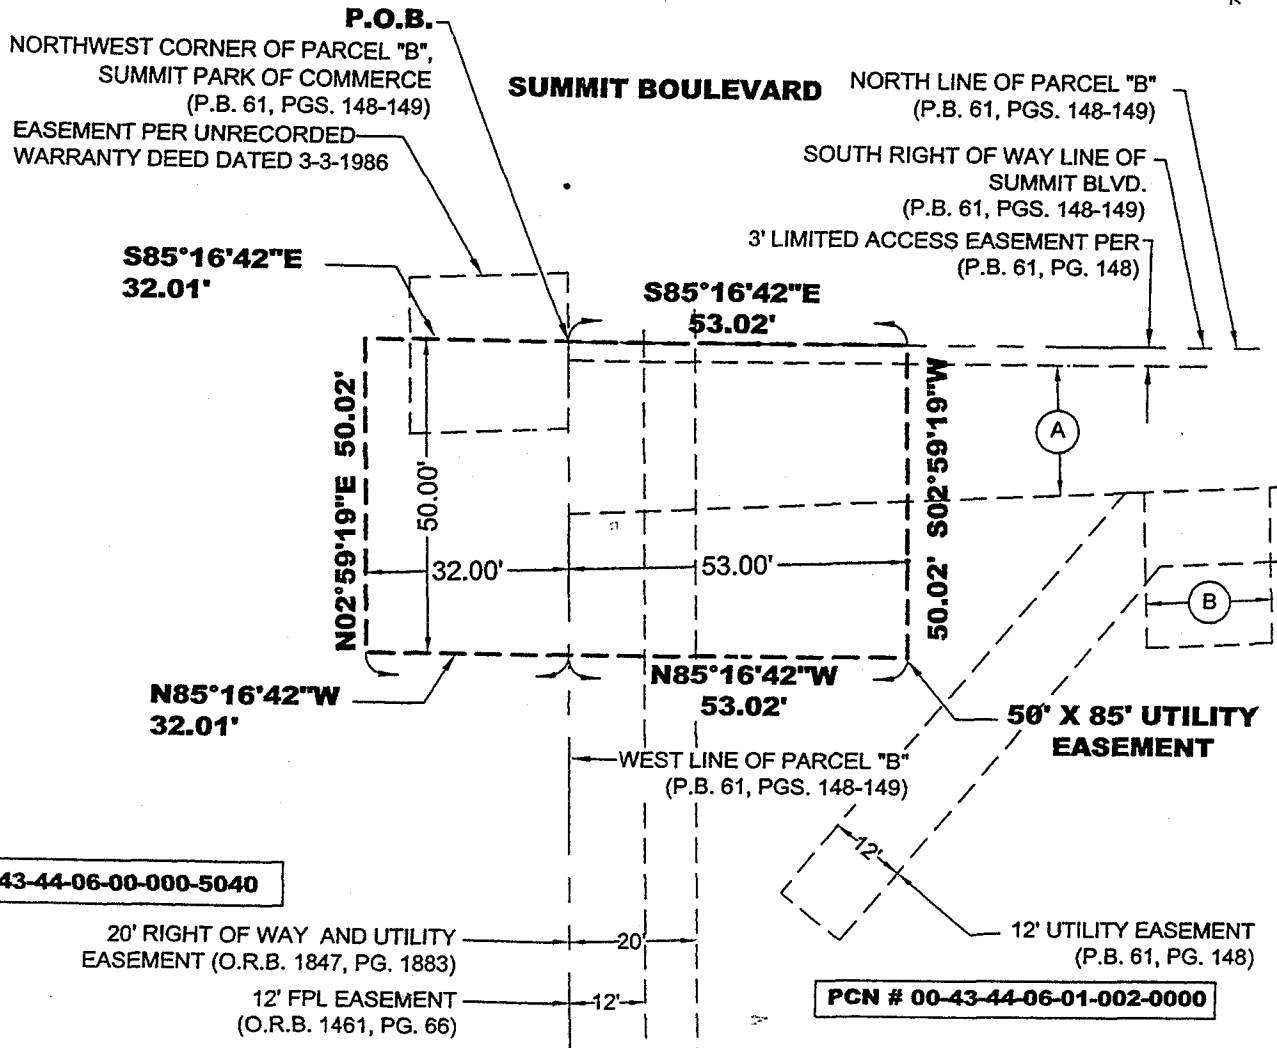 P.O.B.
NORTHWEST CORNER OF PARCEL "B",
SUMMIT PARK OF COMMERCE
(P.B. 61, PGS. 148-149)
EASEMENT PER UNRECORDED
WARRANTY DEED DATED 3-3-1986
SUMMIT BOULEVARD
NORTH LINE OF PARCEL "B"
(P.B. 61, PGS. 148-149)
SOUTH RIGHT OF WAY LINE OF
SUMMIT BLVD.
(P.B. 61, PGS. 148-149)
3' LIMITED ACCESS EASEMENT PER
(P.B. 61, PG. 148)
S85°16'42"E
32.01'
S85°16'42"E
53.02'
N02°59'19"E 50.02'
50.00'
32.00'
53.00'
50.02' S02°59'19"W
A
B
N85°16'42"W
32.01'
N85°16'42"W
53.02'
50' X 85' UTILITY
EASEMENT
WEST LINE OF PARCEL "B"
(P.B. 61, PGS. 148-149)
12'
43-44-06-00-000-5040
20' RIGHT OF WAY AND UTILITY
EASEMENT (O.R.B. 1847, PG. 1883)
20'
12' FPL EASEMENT
(O.R.B. 1461, PG. 66)
12'
12' UTILITY EASEMENT
(P.B. 61, PG. 148)
PCN # 00-43-44-06-01-002-0000